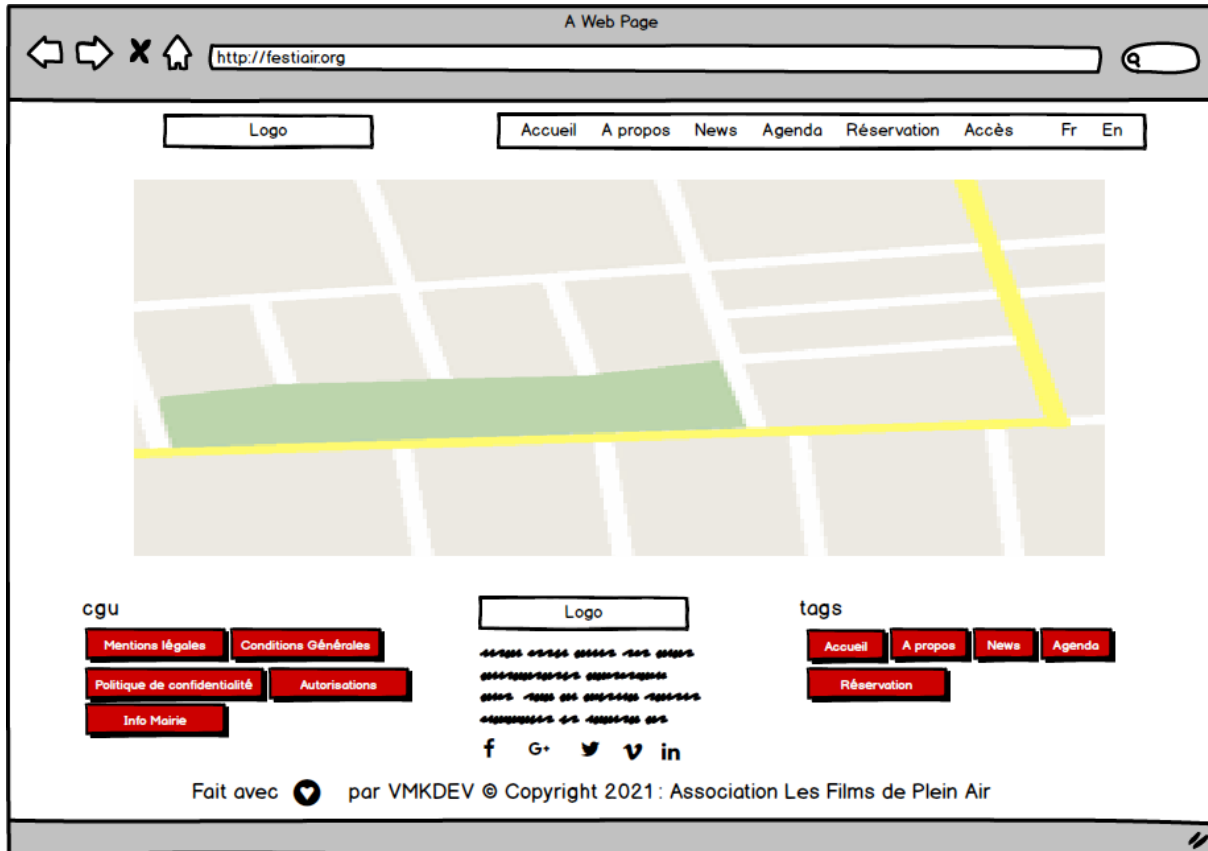 A Web Page
http://festiair.org
Logo
Accueil A propos News Agenda Réservation Accès Fr En
cgu
Mentions légales Conditions Générales
Politique de confidentialité Autorisations
Info Mairie
Logo
f G+ in
tags
Accueil A propos News Agenda
Réservation
Fait avec par VMKDEV © Copyright 2021 : Association Les Films de Plein Air